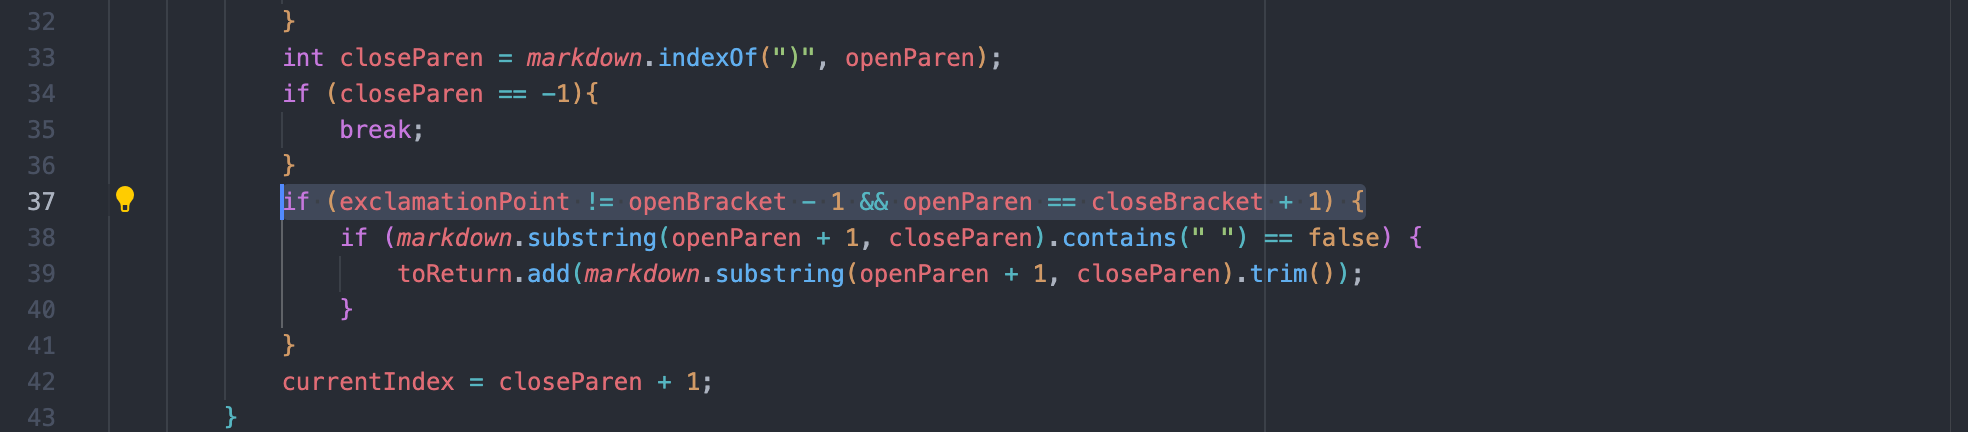 32 }
33 int closeParen = markdown.indexOf(")", openParen);
34 if (closeParen == -1){
35 break;
36 }
37 if (exclamationPoint != openBracket - 1 && openParen == closeBracket + 1) {
38 if (markdown.substring(openParen + 1, closeParen).contains(" ") == false) {
39 toReturn.add(markdown.substring(openParen + 1, closeParen).trim());
40 }
41 }
42 currentIndex = closeParen + 1;
43 }